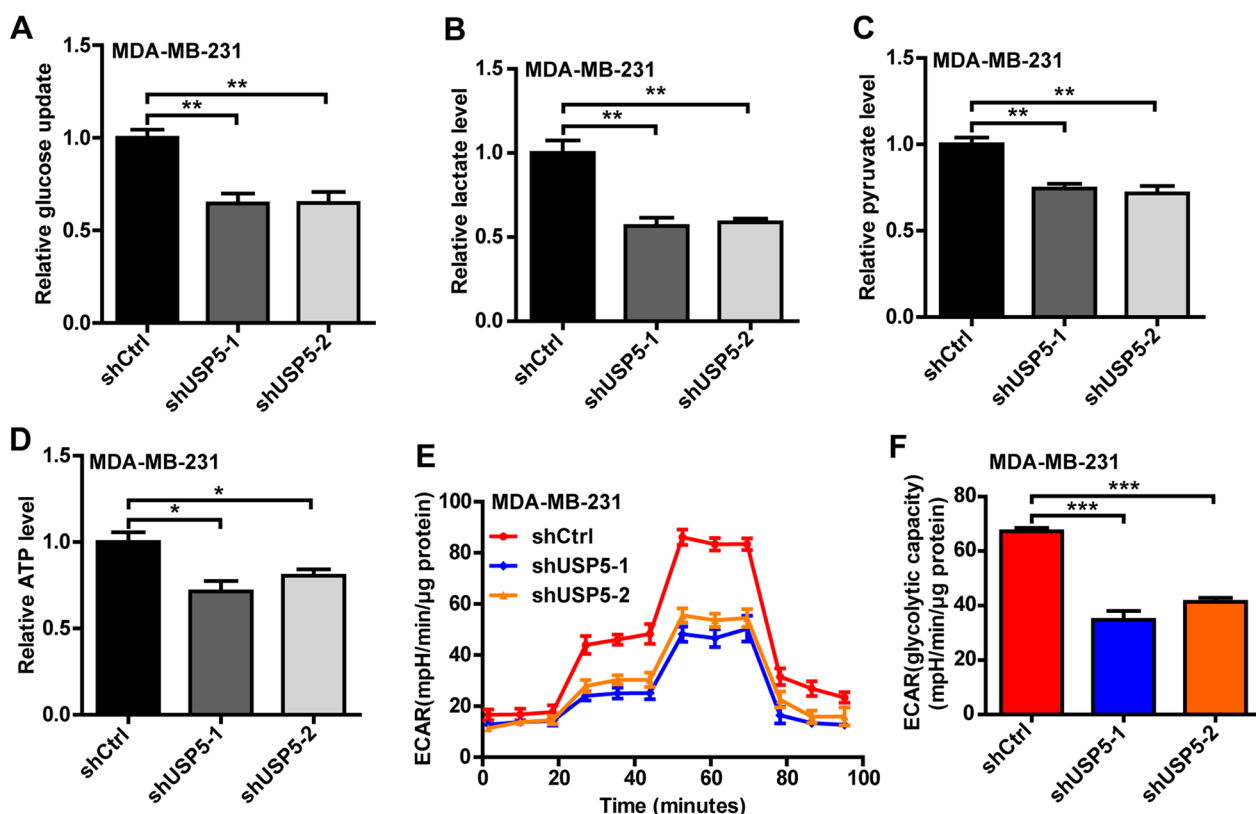 A
MDA-MB-231
Relative glucose update
1.5
1.0
0.5
0.0
**
**
shCtrl
shUSP5-1
shUSP5-2
B
MDA-MB-231
Relative lactate level
1.5
1.0
0.5
0.0
**
**
shCtrl
shUSP5-1
shUSP5-2
C
MDA-MB-231
Relative pyruvate level
1.5
1.0
0.5
0.0
**
**
shCtrl
shUSP5-1
shUSP5-2
D
MDA-MB-231
Relative ATP level
1.5
1.0
0.5
0.0
*
*
shCtrl
shUSP5-1
shUSP5-2
E
MDA-MB-231
ECAR(mpH/min/μg protein)
100
80
60
40
20
0
shCtrl
shUSP5-1
shUSP5-2
0 20 40 60 80 100
Time (minutes)
F
MDA-MB-231
ECAR(glycolytic capacity)
(mpH/min/μg protein)
80
60
40
20
0
***
***
shCtrl
shUSP5-1
shUSP5-2